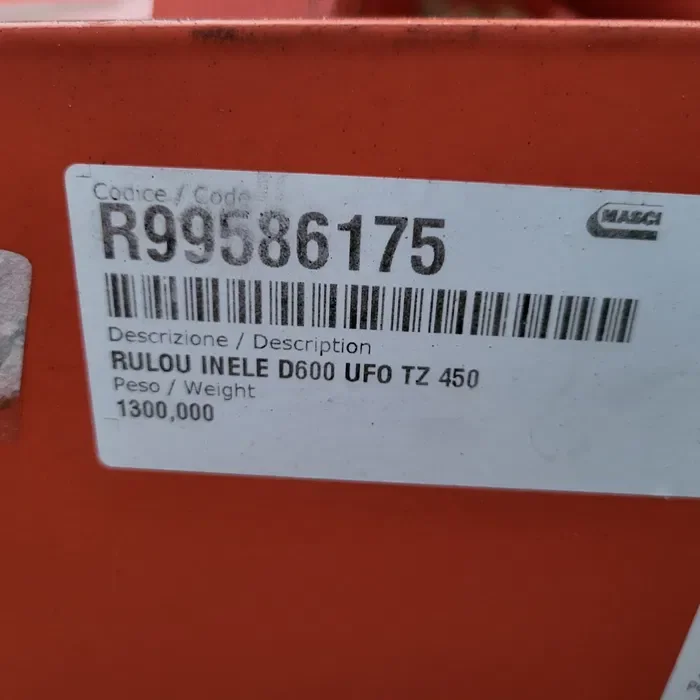 Codice / Code
R99586175
MASCI
Descrizione / Description
RULOU INELE D600 UFO TZ 450
Peso / Weight
1300,000